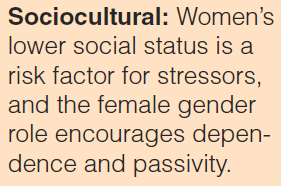 Sociocultural: Women’s
lower social status is a
risk factor for stressors,
and the female gender
role encourages depen-
dence and passivity.